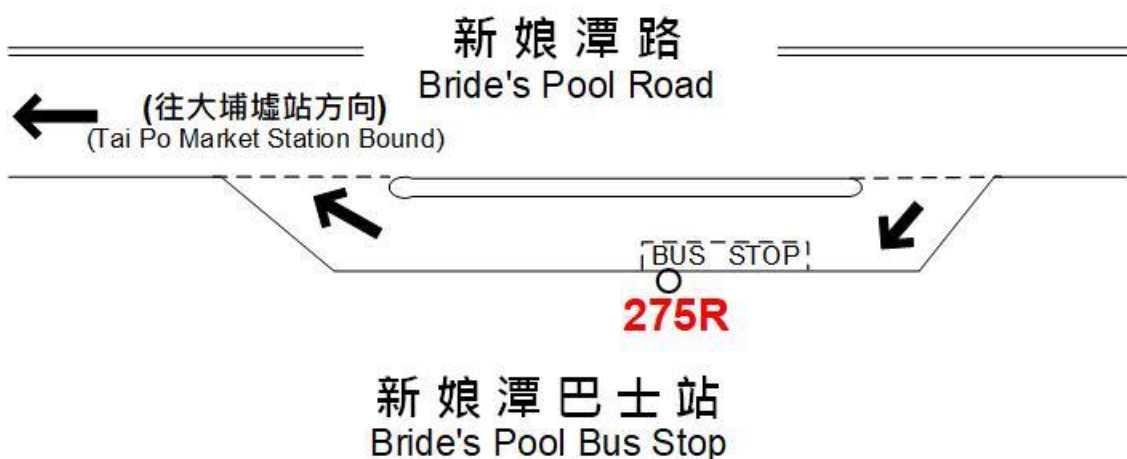 新娘潭路
Bride's Pool Road
(往大埔墟站方向)
(Tai Po Market Station Bound)
BUS STOP
275R
新娘潭巴士站
Bride's Pool Bus Stop